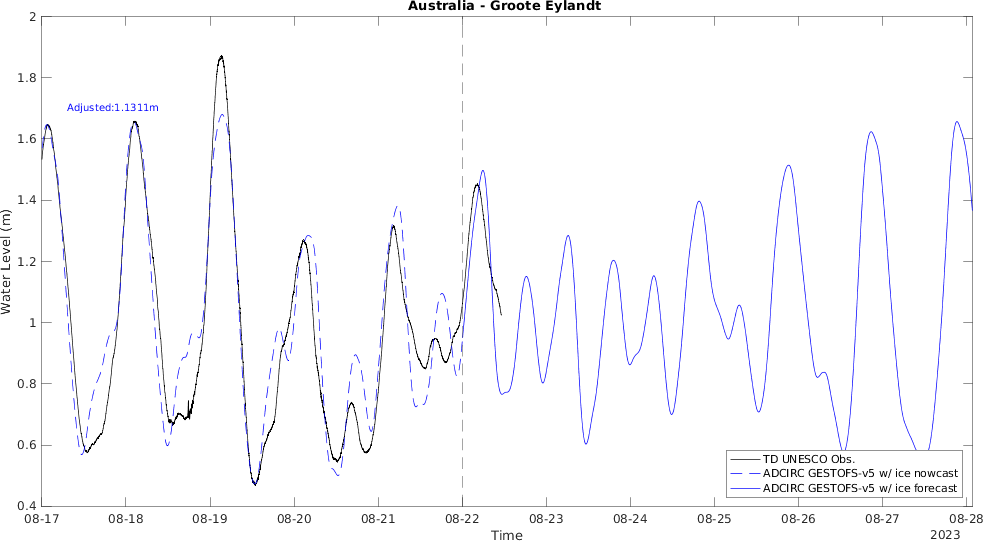 Australia - Groote Eylandt
2
1.8
1.6
1.4
1.2
1
0.8
0.6
0.4
Water Level (m)
Adjusted:1.1311m
TD UNESCO Obs.
ADCIRC GESTOFS-v5 w/ ice nowcast
ADCIRC GESTOFS-v5 w/ ice forecast
08-17 08-18 08-19 08-20 08-21 08-22 08-23 08-24 08-25 08-26 08-27 08-28
Time
2023